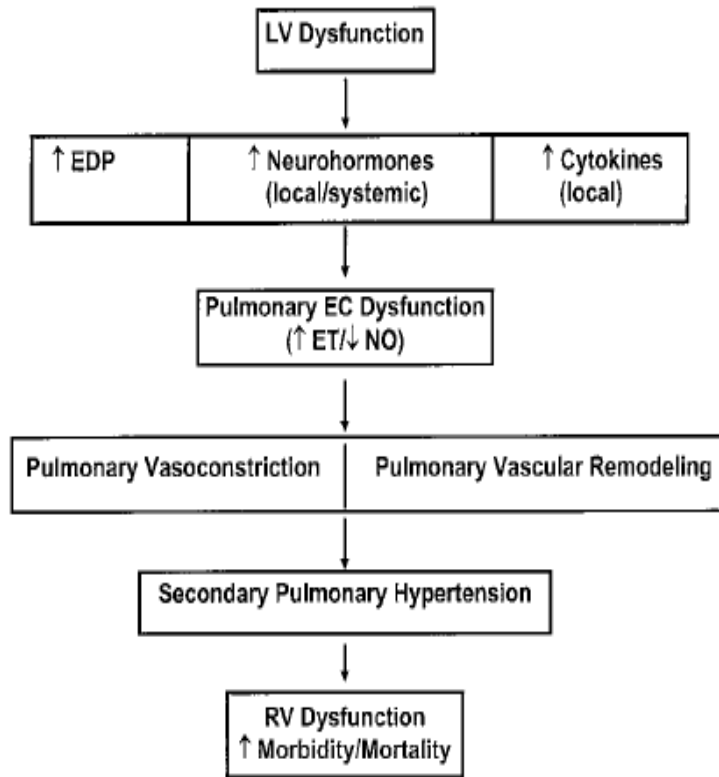 LV Dysfunction
↑ EDP
↑ Neurohormones
(local/systemic)
↑ Cytokines
(local)
Pulmonary EC Dysfunction
(↑ ET/↓ NO)
Pulmonary Vasoconstriction
Pulmonary Vascular Remodeling
Secondary Pulmonary Hypertension
RV Dysfunction
↑ Morbidity/Mortality